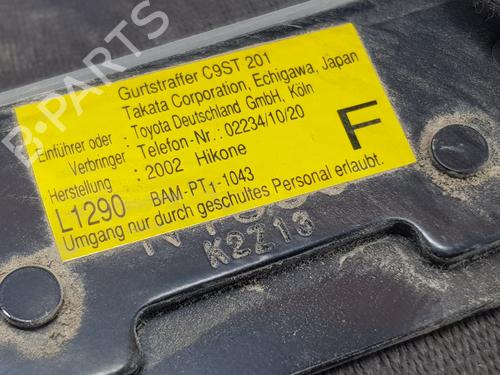 Gurtstraffer C9ST 201
Takata Corporation, Echigawa, Japan
Einführer oder : Toyota Deutschland GmbH, Köln
Verbringer Telefon-Nr.: 02234/10/20
Herstellung : 2002 Hikone
L1290 BAM-PT1-1043
Umgang nur durch geschultes Personal erlaubt.
F
K2Z13
B-PARTS